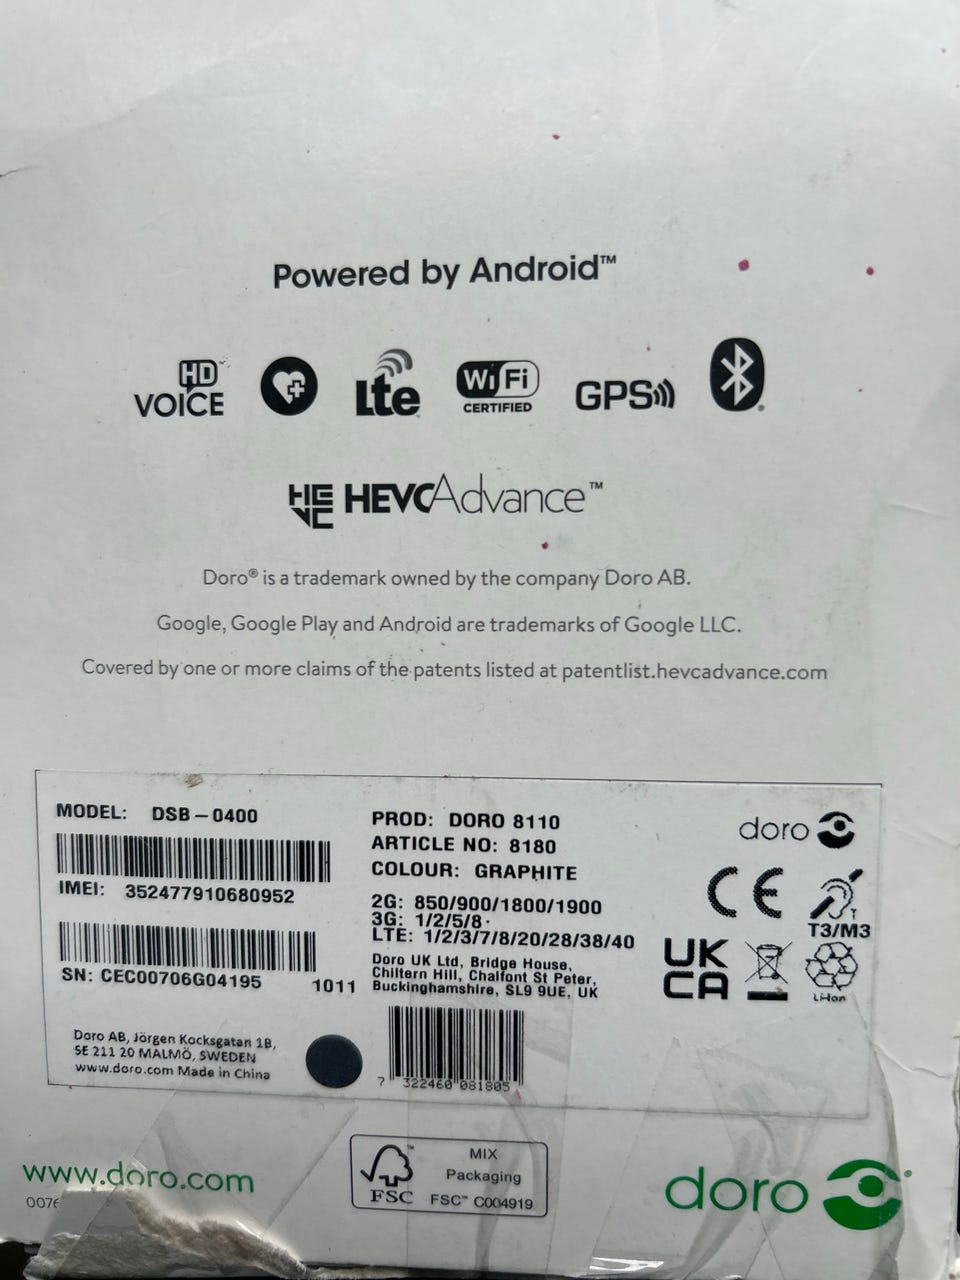 Powered by Android™
HD VOICE
Lte
WiFi CERTIFIED
GPS
HEVC HEVCAdvance™
Doro® is a trademark owned by the company Doro AB.
Google, Google Play and Android are trademarks of Google LLC.
Covered by one or more claims of the patents listed at patentlist.hevcadvance.com
MODEL: DSB-0400
IMEI: 352477910680952
SN: CEC00706G04195
1011
Doro AB, Jörgen Kocksgatan 1B,
SE 211 20 MALMÖ, SWEDEN
www.doro.com Made in China
PROD: DORO 8110
ARTICLE NO: 8180
COLOUR: GRAPHITE
2G: 850/900/1800/1900
3G: 1/2/5/8
LTE: 1/2/3/7/8/20/28/38/40
Doro UK Ltd, Bridge House,
Chiltern Hill, Chalfont St Peter,
Buckinghamshire, SL9 9UE, UK
7 322460 081805
doro
CE
T3/M3
UK
CA
Li-Ion
www.doro.com
FSC™
MIX
Packaging
FSC™ C004919
doro®